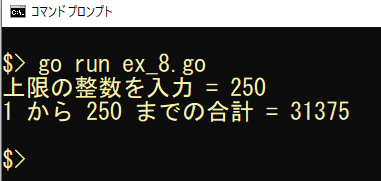 コマンドプロンプト
$> go run ex_8.go
上限の整数を入力 = 250
1 から 250 までの合計 = 31375
$>